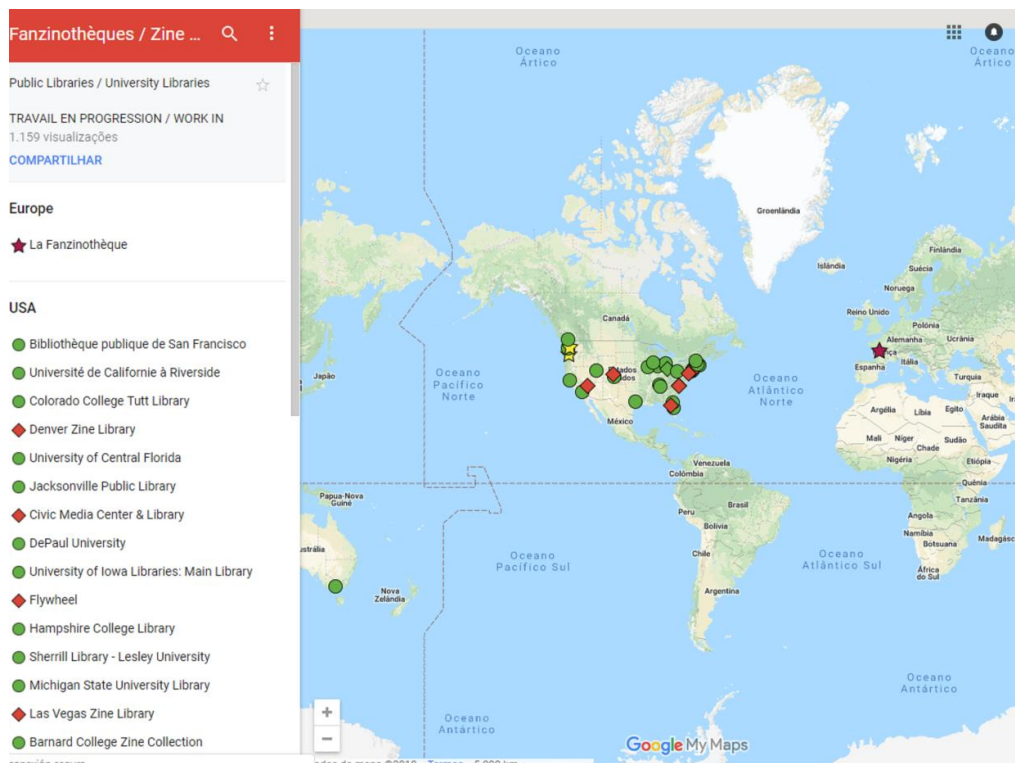 Fanzinothèques / Zine ...
Public Libraries / University Libraries
TRAVAIL EN PROGRESSION / WORK IN
1.159 visualizações
COMPARTILHAR
Europe
La Fanzinothèque
USA
Bibliothèque publique de San Francisco
Université de Californie à Riverside
Colorado College Tutt Library
Denver Zine Library
University of Central Florida
Jacksonville Public Library
Civic Media Center & Library
DePaul University
University of Iowa Libraries: Main Library
Flywheel
Hampshire College Library
Sherrill Library - Lesley University
Michigan State University Library
Las Vegas Zine Library
Barnard College Zine Collection
Oceano
Ártico
Oceano
Ártico
Groenlândia
Islândia
Finlândia
Suécia
Noruega
Reino Unido
Polônia
Alemanha
Ucrânia
Itália
Espanha
Turquia
Canadá
Japão
Oceano
Pacífico
Norte
Oceano
Atlântico
Norte
México
Iraque
Argélia
Líbia
Egito
Arábia
Saudita
Mali
Níger
Chade
Sudão
Nigéria
Etiópia
Venezuela
Colômbia
Quênia
Tanzânia
Papua-Nova
Guiné
Peru
Brasil
Bolívia
Angola
Namíbia
Botsuana
Madagásc
Chile
África
do Sul
Argentina
Oceano
Pacífico Sul
Oceano
Atlântico Sul
ustrália
Nova
Zelândia
Oceano
Antártico
Oceano
Antártico
+
−
Google My Maps